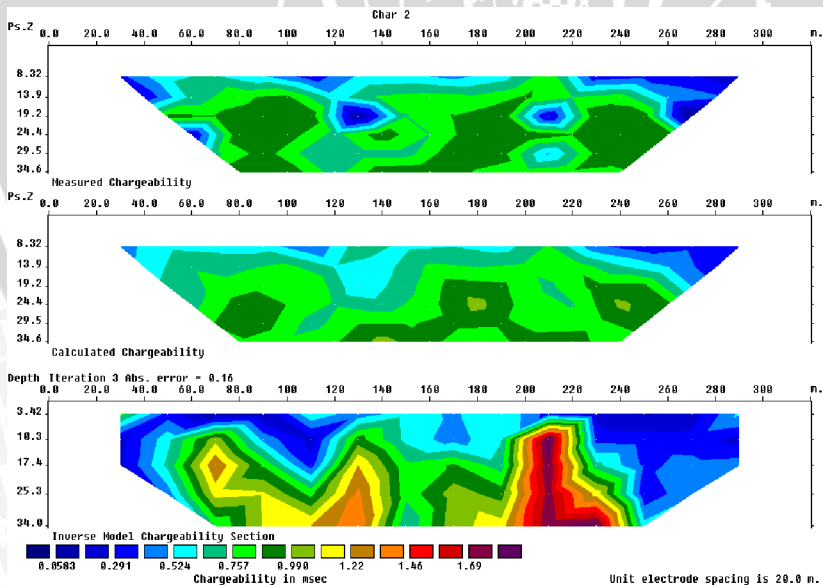 Char 2
Ps.Z 0.0 20.0 40.0 60.0 80.0 100 120 140 160 180 200 220 240 260 280 300 m.
8.32
13.9
19.2
24.4
29.5
34.6
Measured Chargeability
Ps.Z 0.0 20.0 40.0 60.0 80.0 100 120 140 160 180 200 220 240 260 280 300 m.
8.32
13.9
19.2
24.4
29.5
34.6
Calculated Chargeability
Depth Iteration 3 Abs. error = 0.16
0.0 20.0 40.0 60.0 80.0 100 120 140 160 180 200 220 240 260 280 300 m.
3.42
10.3
17.4
25.3
34.0
Inverse Model Chargeability Section
0.0583 0.291 0.524 0.757 0.990 1.22 1.46 1.69
Chargeability in msec
Unit electrode spacing is 20.0 m.